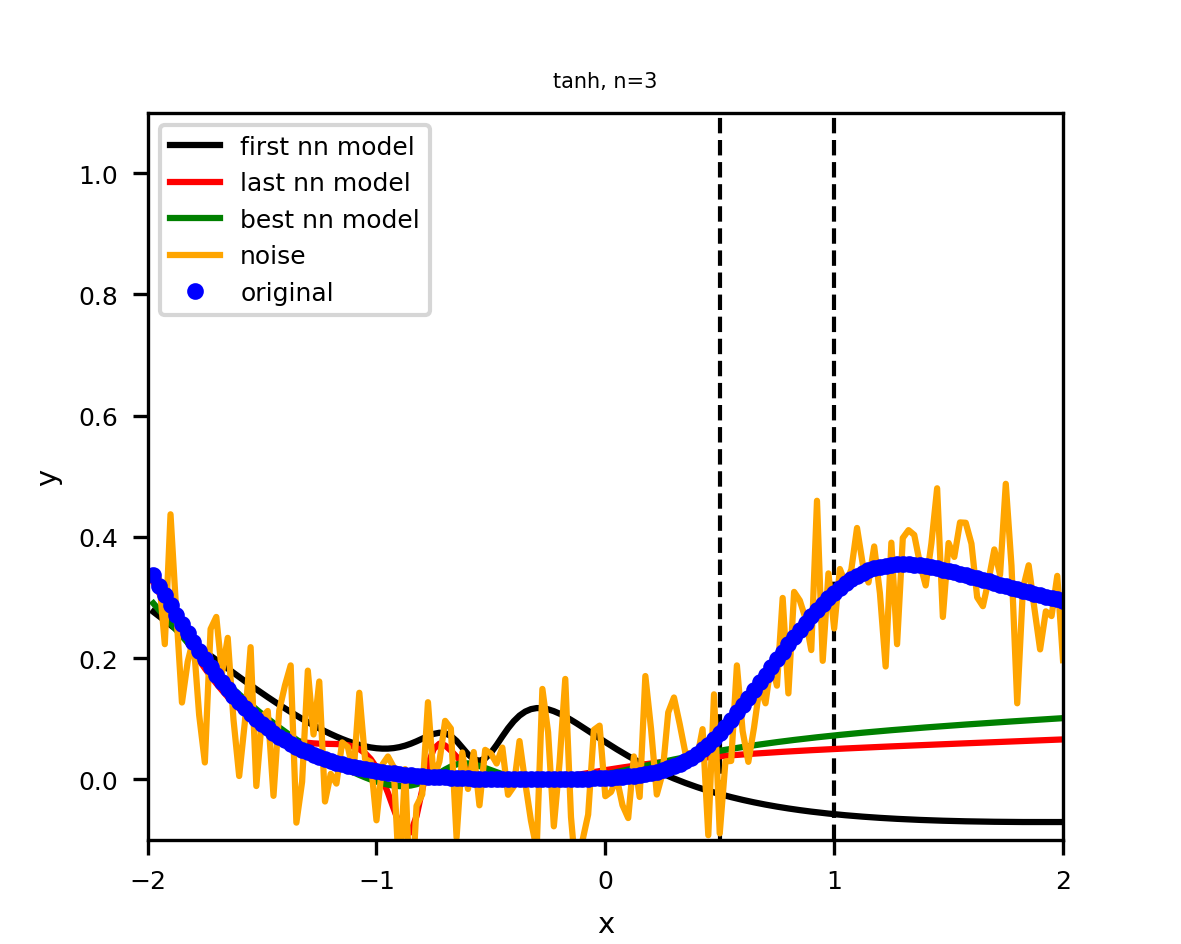 tanh, n=3
first nn model
last nn model
best nn model
noise
original
1.0
0.8
0.6
0.4
0.2
0.0
y
−2
−1
0
1
2
x